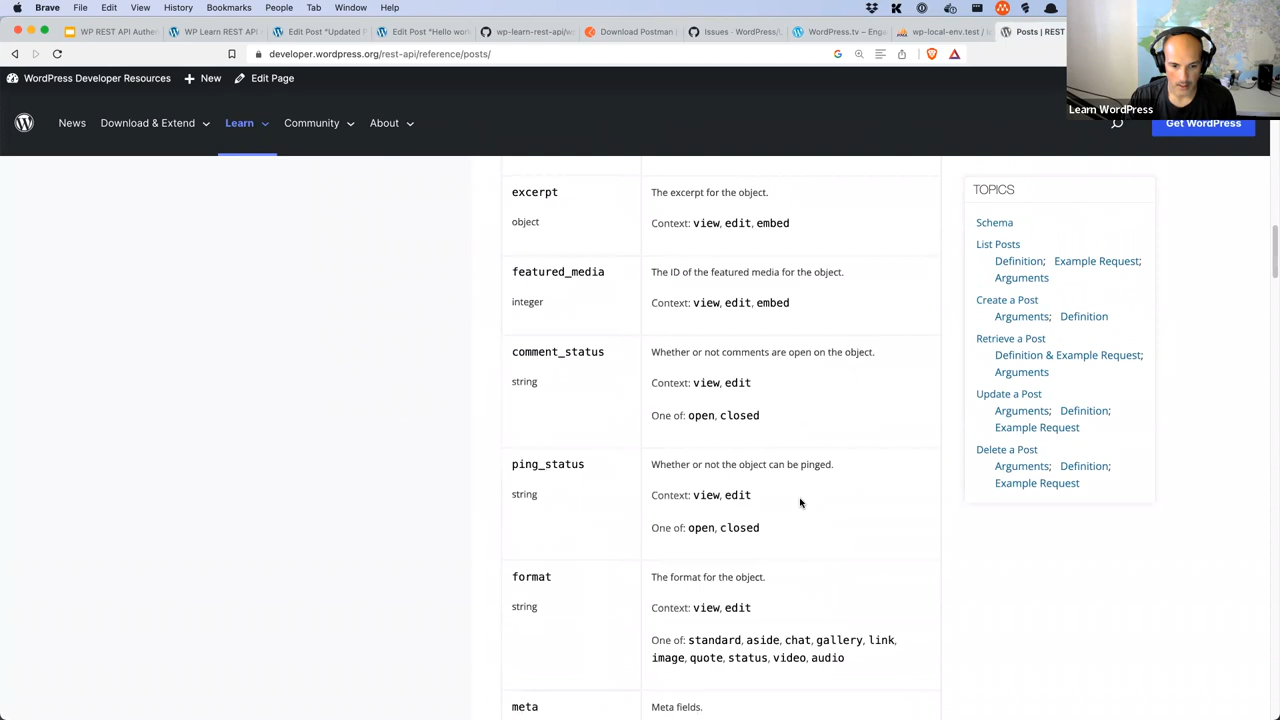 Brave File Edit View History Bookmarks People Tab Window Help
WP REST API Authe
WP Learn REST API
Edit Post “Updated
Edit Post “Hello wor
wp-learn-rest-api/w
Download Postman
Issues · WordPress/
WordPress.tv – Eng
wp-local-env.test / lo
Posts | REST
developer.wordpress.org/rest-api/reference/posts/
WordPress Developer Resources New Edit Page
Learn WordPress
News Download & Extend Learn Community About Get WordPress
excerpt
object
The excerpt for the object.
Context: view, edit, embed
featured_media
integer
The ID of the featured media for the object.
Context: view, edit, embed
comment_status
string
Whether or not comments are open on the object.
Context: view, edit
One of: open, closed
ping_status
string
Whether or not the object can be pinged.
Context: view, edit
One of: open, closed
format
string
The format for the object.
Context: view, edit
One of: standard, aside, chat, gallery, link,
image, quote, status, video, audio
meta
Meta fields.
TOPICS
Schema
List Posts
Definition; Example Request;
Arguments
Create a Post
Arguments; Definition
Retrieve a Post
Definition & Example Request;
Arguments
Update a Post
Arguments; Definition;
Example Request
Delete a Post
Arguments; Definition;
Example Request